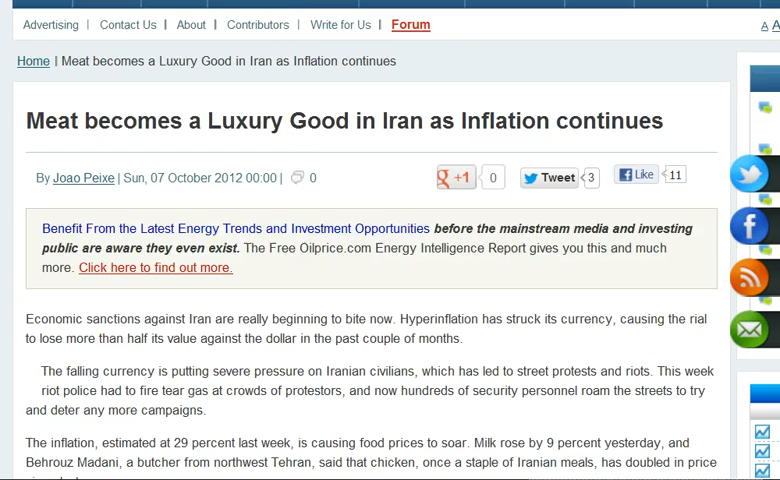 Advertising | Contact Us | About | Contributors | Write for Us | Forum
A A
Home | Meat becomes a Luxury Good in Iran as Inflation continues
Meat becomes a Luxury Good in Iran as Inflation continues
By Joao Peixe | Sun, 07 October 2012 00:00 | 0
g +1 0 Tweet 3 f Like 11
Benefit From the Latest Energy Trends and Investment Opportunities before the mainstream media and investing
public are aware they even exist. The Free Oilprice.com Energy Intelligence Report gives you this and much
more. Click here to find out more.
Economic sanctions against Iran are really beginning to bite now. Hyperinflation has struck its currency, causing the rial
to lose more than half its value against the dollar in the past couple of months.
The falling currency is putting severe pressure on Iranian civilians, which has led to street protests and riots. This week
riot police had to fire tear gas at crowds of protestors, and now hundreds of security personnel roam the streets to try
and deter any more campaigns.
The inflation, estimated at 29 percent last week, is causing food prices to soar. Milk rose by 9 percent yesterday, and
Behrouz Madani, a butcher from northwest Tehran, said that chicken, once a staple of Iranian meals, has doubled in price